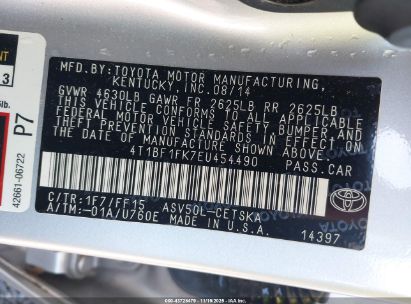 MFD. BY: TOYOTA MOTOR MANUFACTURING,
KENTUCKY, INC. 08/14
GVWR 4630LB GAWR FR 2625LB RR 2625LB
THIS VEHICLE CONFORMS TO ALL APPLICABLE
FEDERAL MOTOR VEHICLE SAFETY, BUMPER, AND
THEFT PREVENTION STANDARDS IN EFFECT ON
THE DATE OF MANUFACTURE SHOWN ABOVE.
4T1BF1FK7EU454490
PASS.CAR
C/TR: 1F7/FF15
A/TM: -01A/U760E
ASV50L-CETSKA
MADE IN U.S.A.
TOYOTA
14397
3
P7
42661-06722